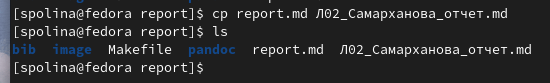 [spolina@fedora report]$ cp report.md Л02_Самарханова_отчет.md
[spolina@fedora report]$ ls
bib  image  Makefile  pandoc  report.md  Л02_Самарханова_отчет.md
[spolina@fedora report]$